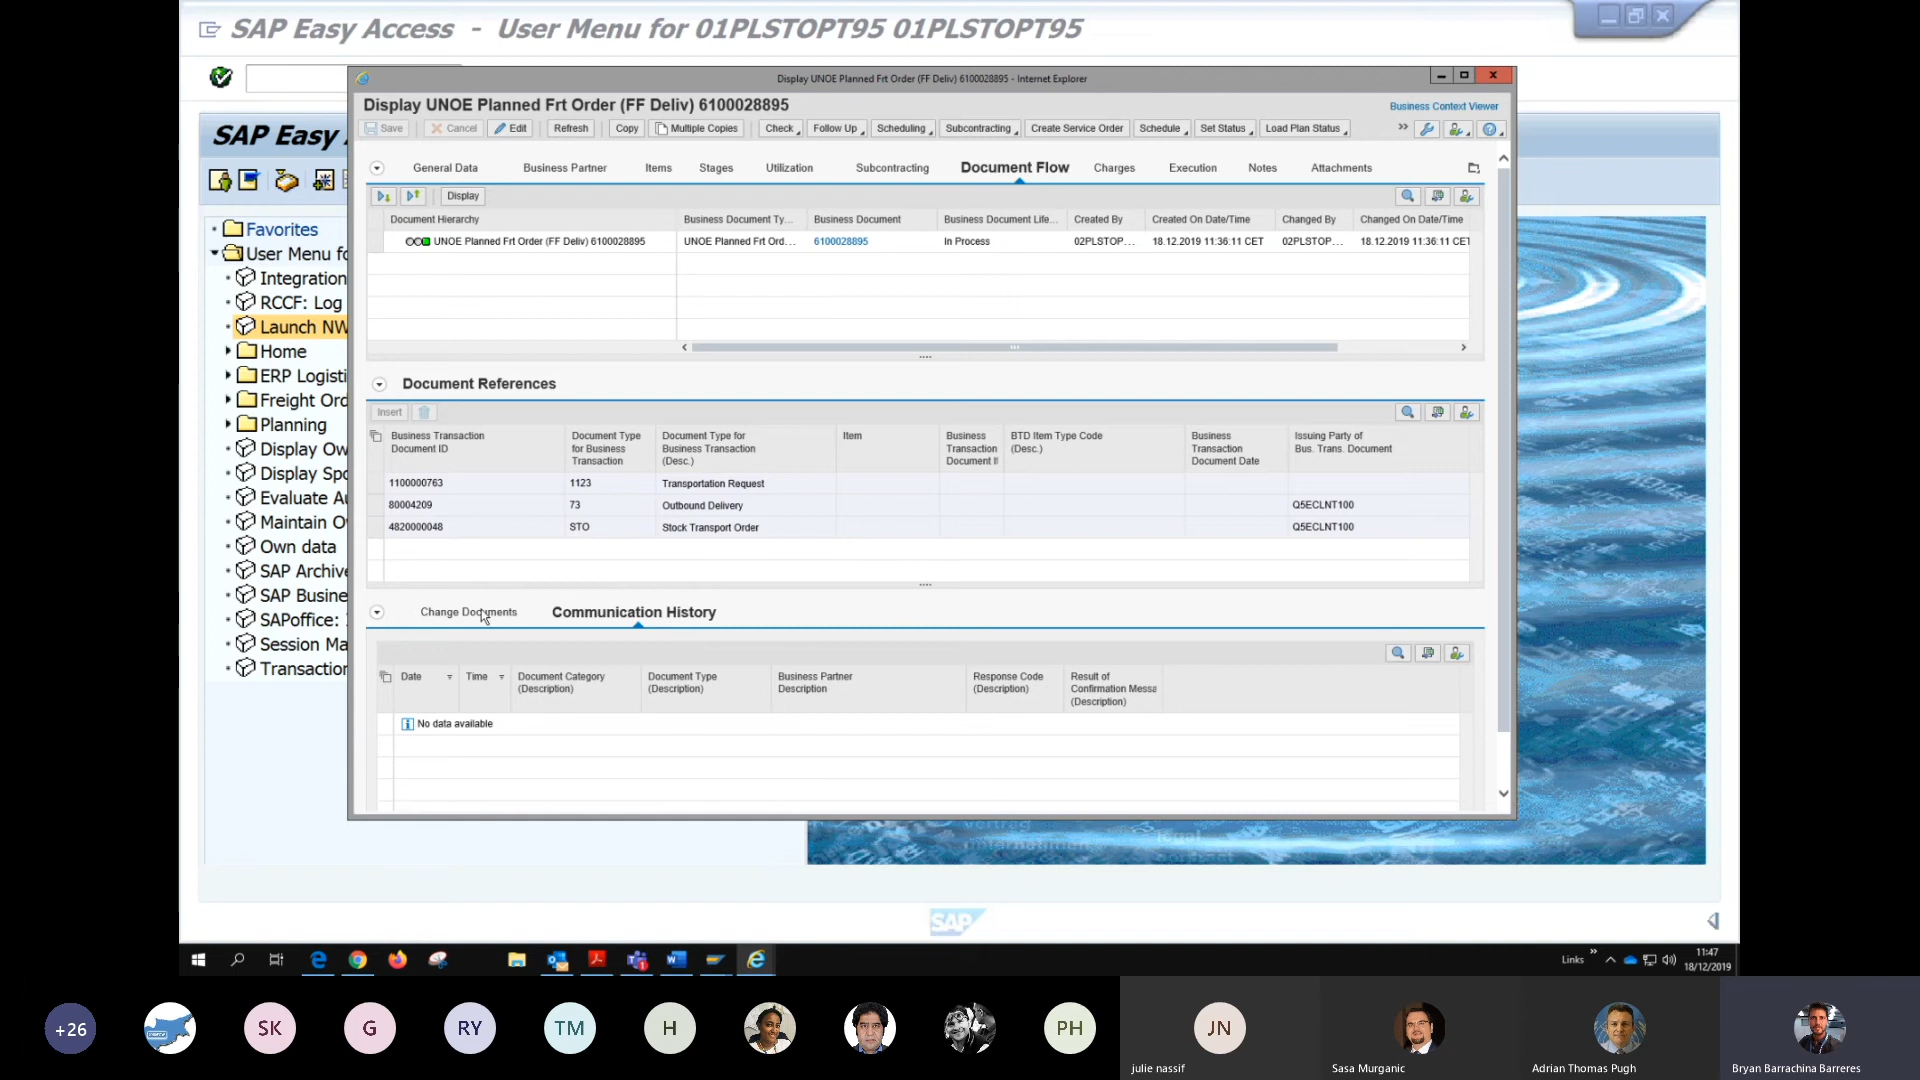 SAP Easy Access - User Menu for 01PLSTOPT95 01PLSTOPT95
SAP Easy
Favorites
User Menu fo
Integration
RCCF: Log
Launch NW
Home
ERP Logisti
Freight Ord
Planning
Display Ow
Display Spo
Evaluate Au
Maintain Ow
Own data
SAP Archive
SAP Busine
SAPoffice:
Session Ma
Transaction
Display UNOE Planned Frt Order (FF Deliv) 6100028895 - Internet Explorer
Display UNOE Planned Frt Order (FF Deliv) 6100028895
Business Context Viewer
Save Cancel Edit Refresh Copy Multiple Copies Check Follow Up Scheduling Subcontracting Create Service Order Schedule Set Status Load Plan Status
General Data Business Partner Items Stages Utilization Subcontracting Document Flow Charges Execution Notes Attachments
Display
Document Hierarchy Business Document Ty... Business Document Business Document Life... Created By Created On Date/Time Changed By Changed On Date/Time
UNOE Planned Frt Order (FF Deliv) 6100028895 UNOE Planned Frt Ord... 6100028895 In Process 02PLSTOP... 18.12.2019 11:36:11 CET 02PLSTOP... 18.12.2019 11:36:11 CET
Document References
Insert
Business Transaction Document ID
Document Type for Business Transaction
Document Type for Business Transaction (Desc.)
Item
Business Transaction Document I
BTD Item Type Code (Desc.)
Business Transaction Document Date
Issuing Party of Bus. Trans. Document
1100000763 1123 Transportation Request
80004209 73 Outbound Delivery Q5ECLNT100
4820000048 STO Stock Transport Order Q5ECLNT100
Change Documents Communication History
Date
Time
Document Category (Description)
Document Type (Description)
Business Partner Description
Response Code (Description)
Result of Confirmation Messa (Description)
No data available
SAP
Links
11:47
18/12/2019
+26
SK
G
RY
TM
H
PH
JN
julie nassif
Sasa Murganic
Adrian Thomas Pugh
Bryan Barrachina Barreres